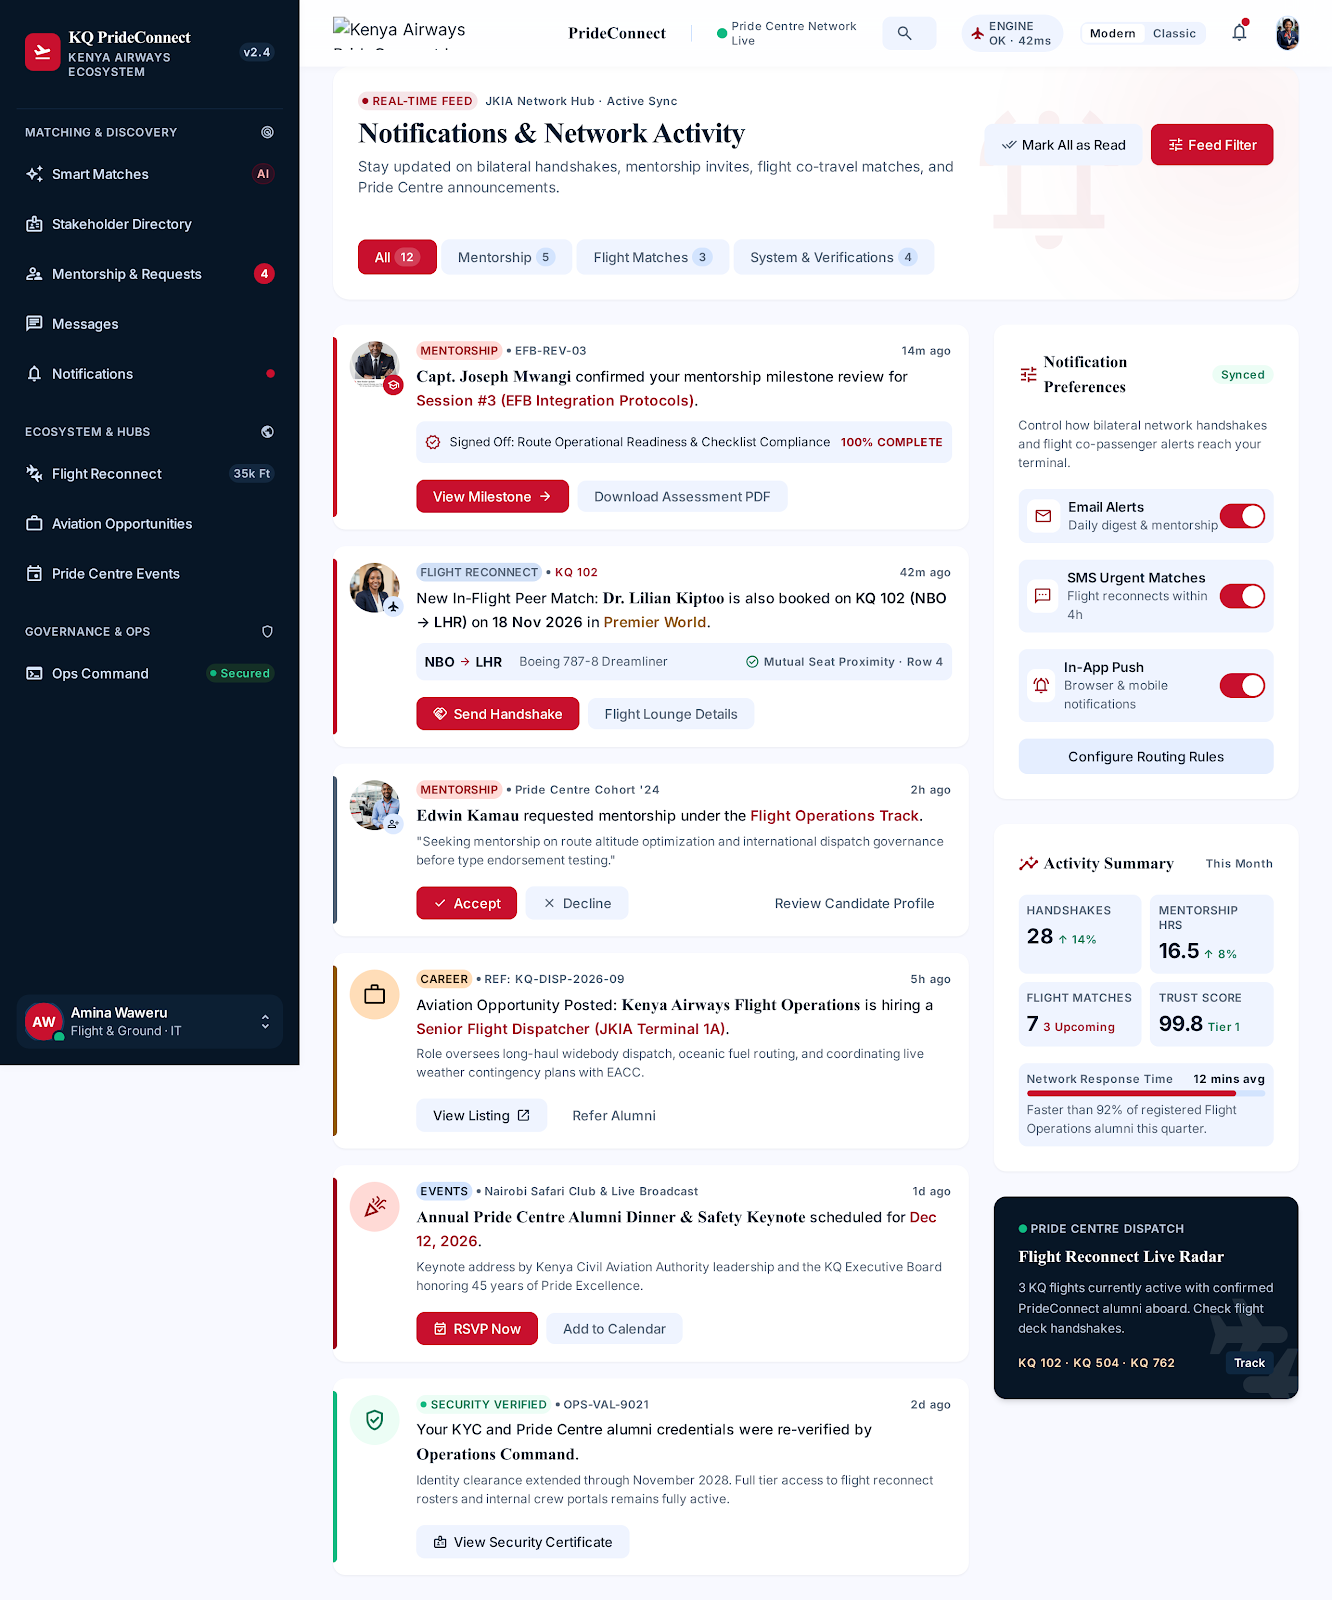 KQ PrideConnect
KENYA AIRWAYS
ECOSYSTEM
v2.4
MATCHING & DISCOVERY
Smart Matches
AI
Stakeholder Directory
Mentorship & Requests
4
Messages
Notifications
ECOSYSTEM & HUBS
Flight Reconnect
35k Ft
Aviation Opportunities
Pride Centre Events
GOVERNANCE & OPS
Ops Command
Secured
AW
Amina Waweru
Flight & Ground · IT
Kenya Airways
PrideConnect
Pride Centre Network
Live
ENGINE
OK · 42ms
Modern
Classic
REAL-TIME FEED
JKIA Network Hub · Active Sync
Notifications & Network Activity
Stay updated on bilateral handshakes, mentorship invites, flight co-travel matches, and
Pride Centre announcements.
Mark All as Read
Feed Filter
All 12
Mentorship 5
Flight Matches 3
System & Verifications 4
MENTORSHIP • EFB-REV-03
14m ago
Capt. Joseph Mwangi confirmed your mentorship milestone review for
Session #3 (EFB Integration Protocols).
Signed Off: Route Operational Readiness & Checklist Compliance
100% COMPLETE
View Milestone →
Download Assessment PDF
FLIGHT RECONNECT • KQ 102
42m ago
New In-Flight Peer Match: Dr. Lilian Kiptoo is also booked on KQ 102 (NBO
→ LHR) on 18 Nov 2026 in Premier World.
NBO → LHR
Boeing 787-8 Dreamliner
Mutual Seat Proximity · Row 4
Send Handshake
Flight Lounge Details
MENTORSHIP • Pride Centre Cohort '24
2h ago
Edwin Kamau requested mentorship under the Flight Operations Track.
"Seeking mentorship on route altitude optimization and international dispatch governance
before type endorsement testing."
Accept
Decline
Review Candidate Profile
CAREER • REF: KQ-DISP-2026-09
5h ago
Aviation Opportunity Posted: Kenya Airways Flight Operations is hiring a
Senior Flight Dispatcher (JKIA Terminal 1A).
Role oversees long-haul widebody dispatch, oceanic fuel routing, and coordinating live
weather contingency plans with EACC.
View Listing
Refer Alumni
EVENTS • Nairobi Safari Club & Live Broadcast
1d ago
Annual Pride Centre Alumni Dinner & Safety Keynote scheduled for Dec
12, 2026.
Keynote address by Kenya Civil Aviation Authority leadership and the KQ Executive Board
honoring 45 years of Pride Excellence.
RSVP Now
Add to Calendar
SECURITY VERIFIED • OPS-VAL-9021
2d ago
Your KYC and Pride Centre alumni credentials were re-verified by
Operations Command.
Identity clearance extended through November 2028. Full tier access to flight reconnect
rosters and internal crew portals remains fully active.
View Security Certificate
Notification
Preferences
Synced
Control how bilateral network handshakes
and flight co-passenger alerts reach your
terminal.
Email Alerts
Daily digest & mentorship
SMS Urgent Matches
Flight reconnects within
4h
In-App Push
Browser & mobile
notifications
Configure Routing Rules
Activity Summary
This Month
HANDSHAKES
28 ↑ 14%
MENTORSHIP
HRS
16.5 ↑ 8%
FLIGHT MATCHES
7 3 Upcoming
TRUST SCORE
99.8 Tier 1
Network Response Time
12 mins avg
Faster than 92% of registered Flight
Operations alumni this quarter.
PRIDE CENTRE DISPATCH
Flight Reconnect Live Radar
3 KQ flights currently active with confirmed
PrideConnect alumni aboard. Check flight
deck handshakes.
KQ 102 · KQ 504 · KQ 762
Track